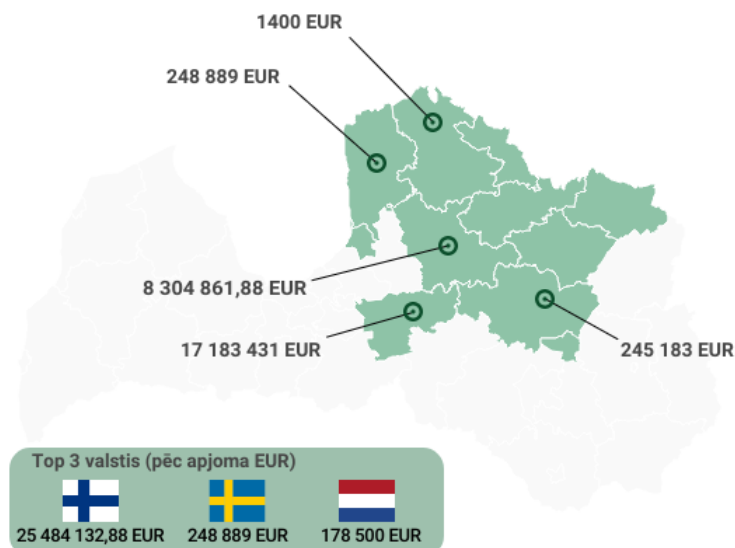 1400 EUR
248 889 EUR
8 304 861,88 EUR
17 183 431 EUR
245 183 EUR
Top 3 valstis (pēc apjoma EUR)
25 484 132,88 EUR 248 889 EUR 178 500 EUR